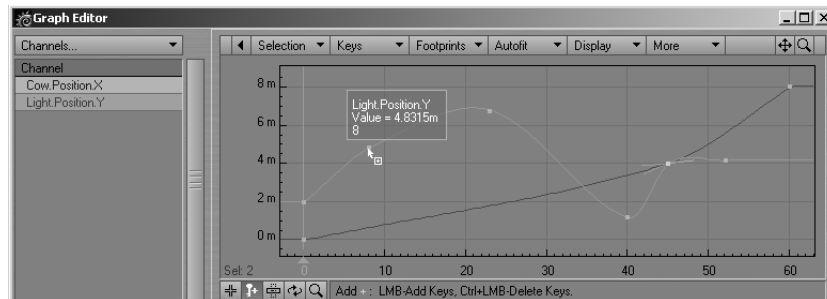 Graph Editor
Channels...
Selection Keys Footprints Autofit Display More
Channel
Cow.Position.X
Light.Position.Y
8 m
6 m
4 m
2 m
0 m
Light.Position.Y
Value = 4.8315m
8
Sel: 2 0 10 20 30 40 50 60
Add + : LMB-Add Keys, Ctrl+LMB-Delete Keys.